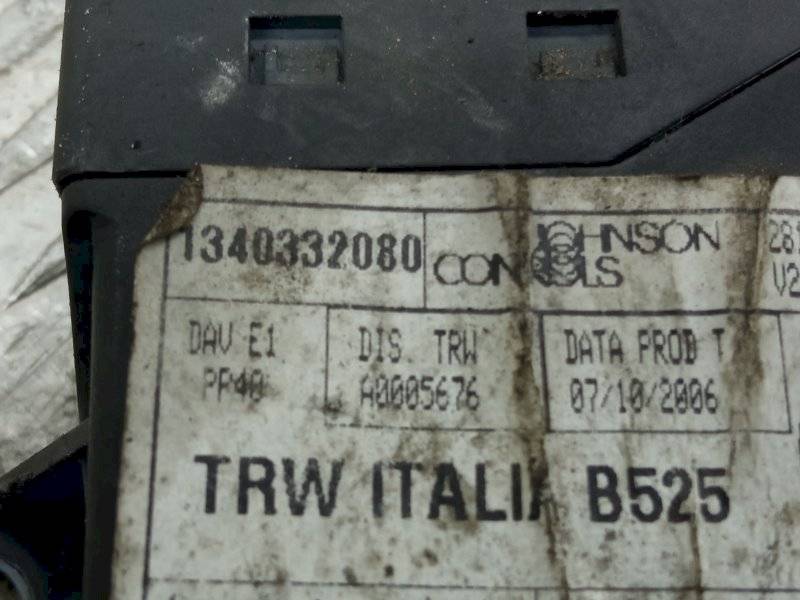 1340332080
JOHNSON
CONTROLS
DAV E1
PP40
DIS. TRW
A0005676
DATA PROD T
07/10/2006
TRW ITALIA B525